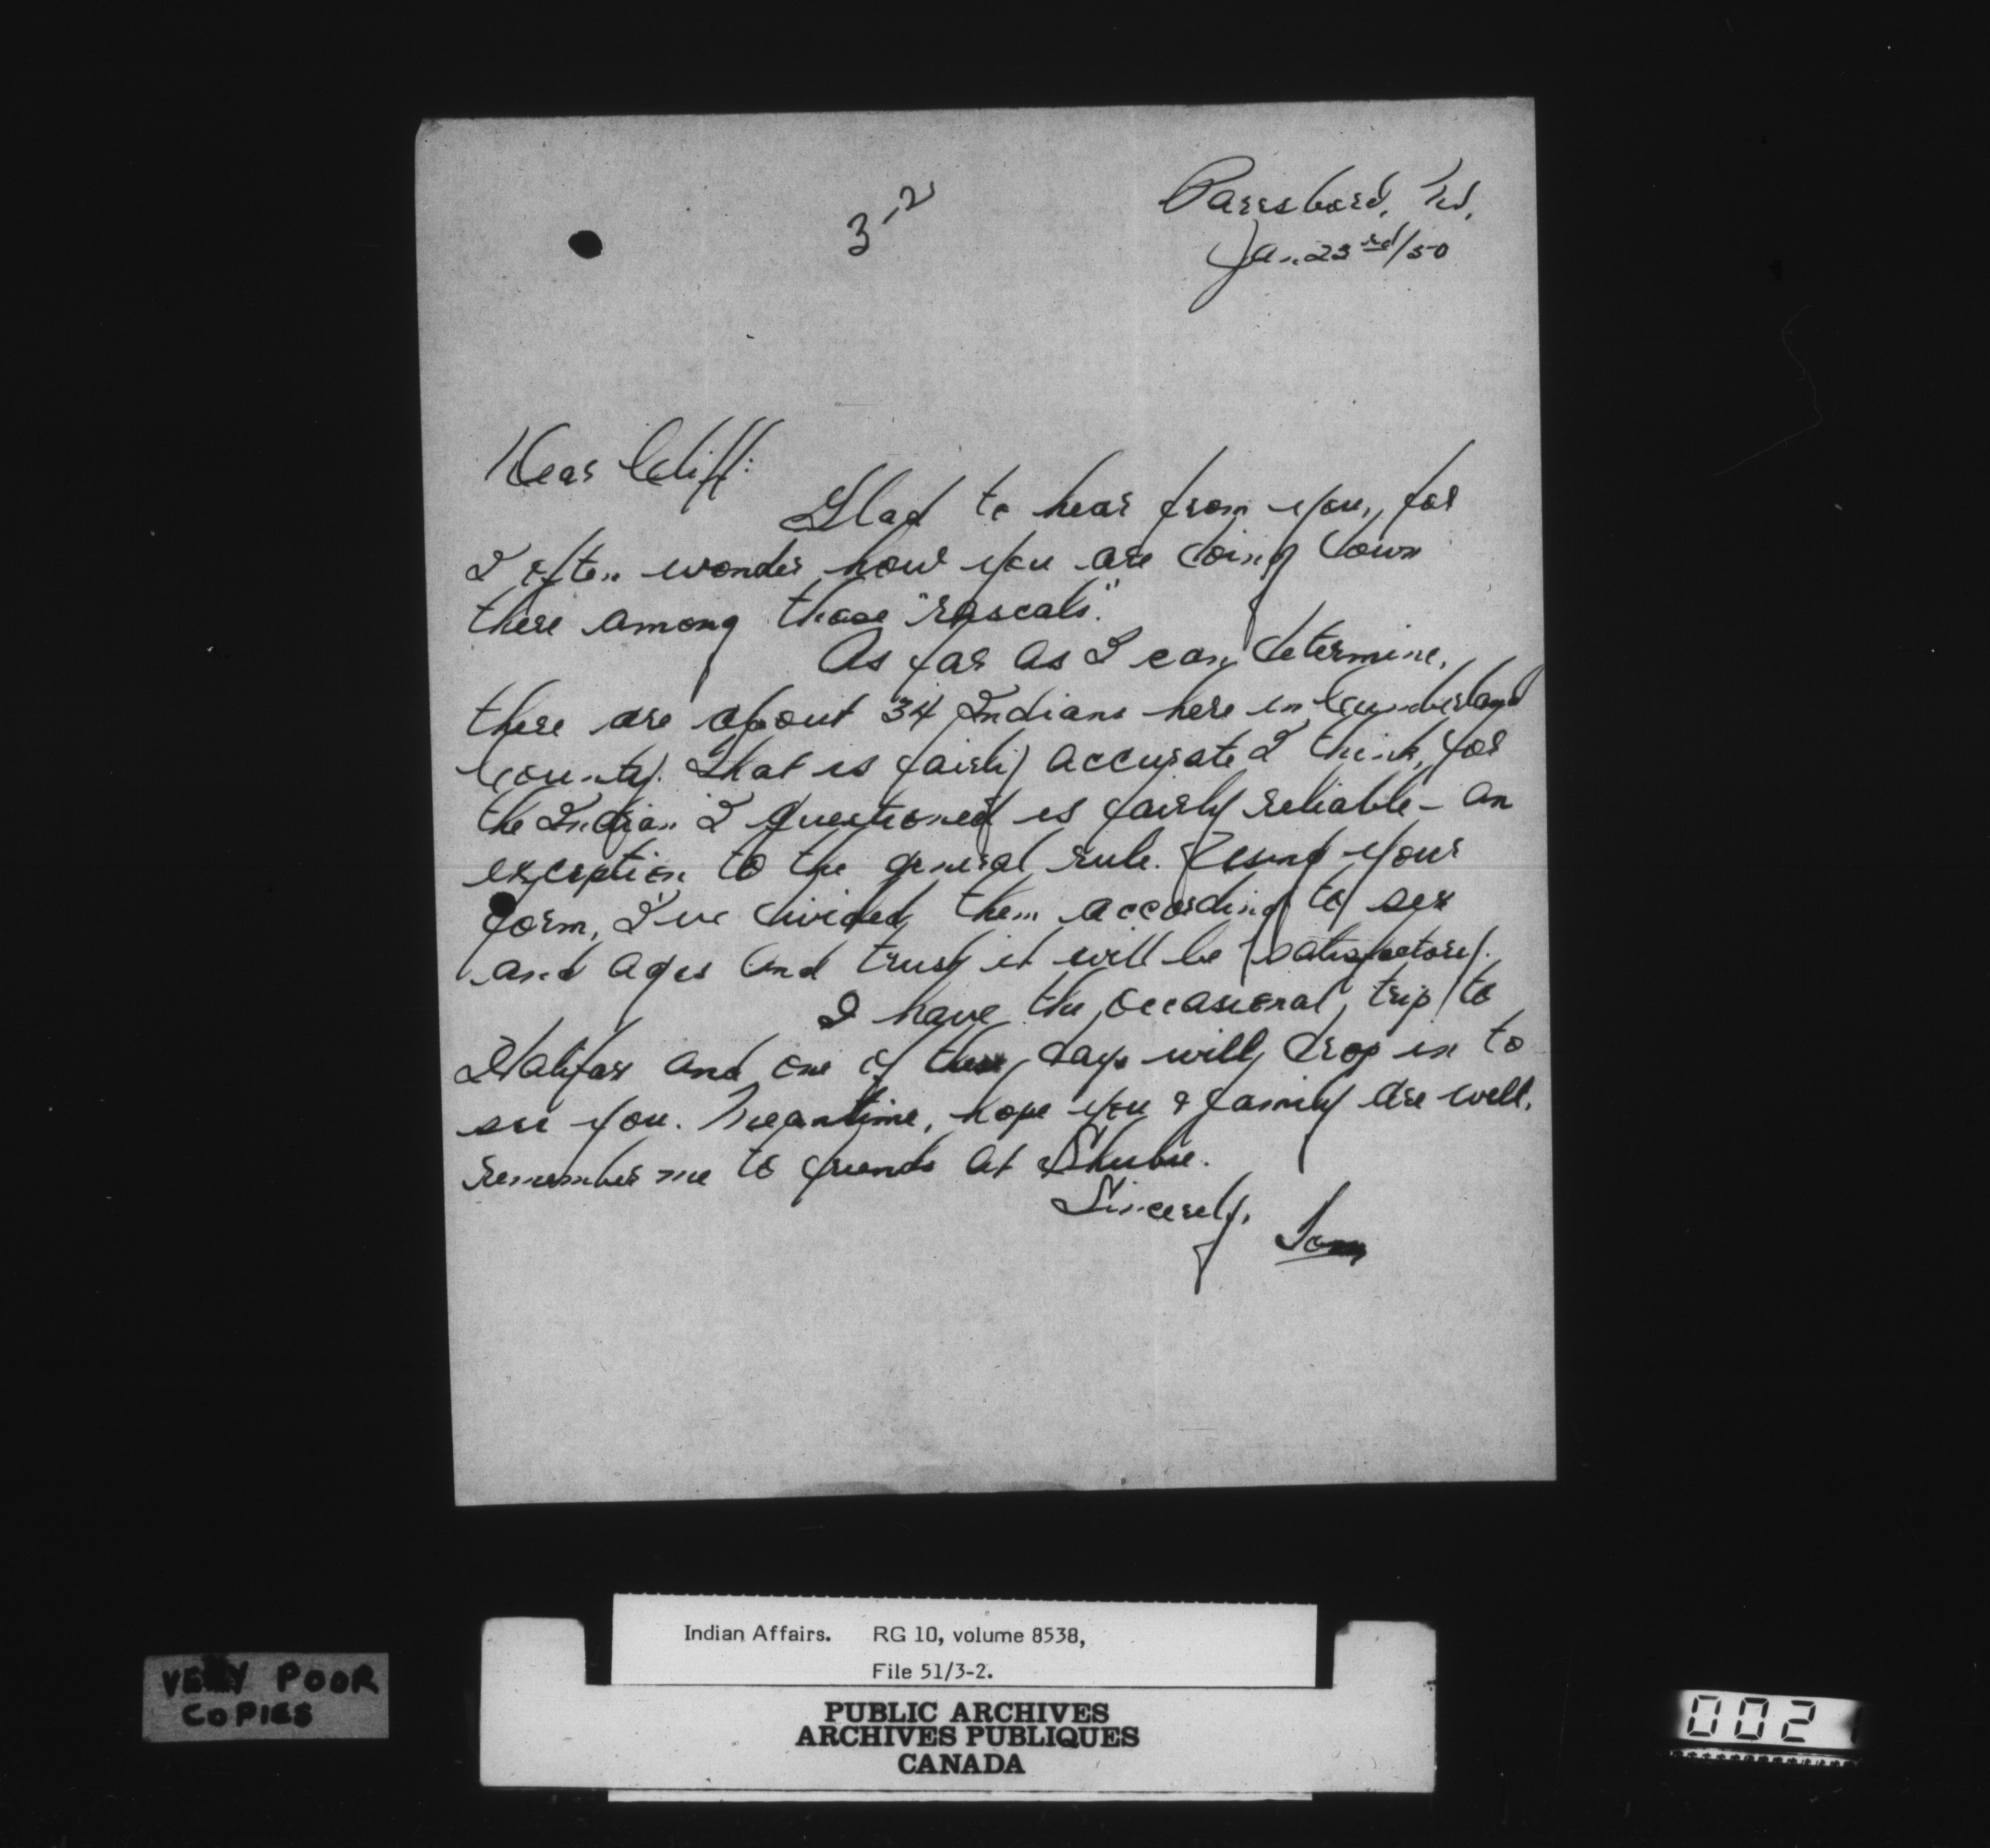 3-2
Parrsboro, N.S.
Jan. 23rd/50
Dear Cliff:
Glad to hear from you, for
I often wonder how you are doing down
there among those "rascals".
As far as I can determine,
there are about 34 Indians here in Cumberland
County. That is fairly accurate I think, for
the Indian I questioned is fairly reliable - an
exception to the general rule. Using your
form, I've divided them according to sex
and ages and trust it will be satisfactory.
I have the occasional trip to
Halifax and one of these days will drop in to
see you. Meantime, hope you & family are well.
Remember me to friends at Shubie.
Sincerely,
Tom
Indian Affairs. RG 10, volume 8538,
File 51/3-2.
PUBLIC ARCHIVES
ARCHIVES PUBLIQUES
CANADA
VERY POOR
COPIES
002